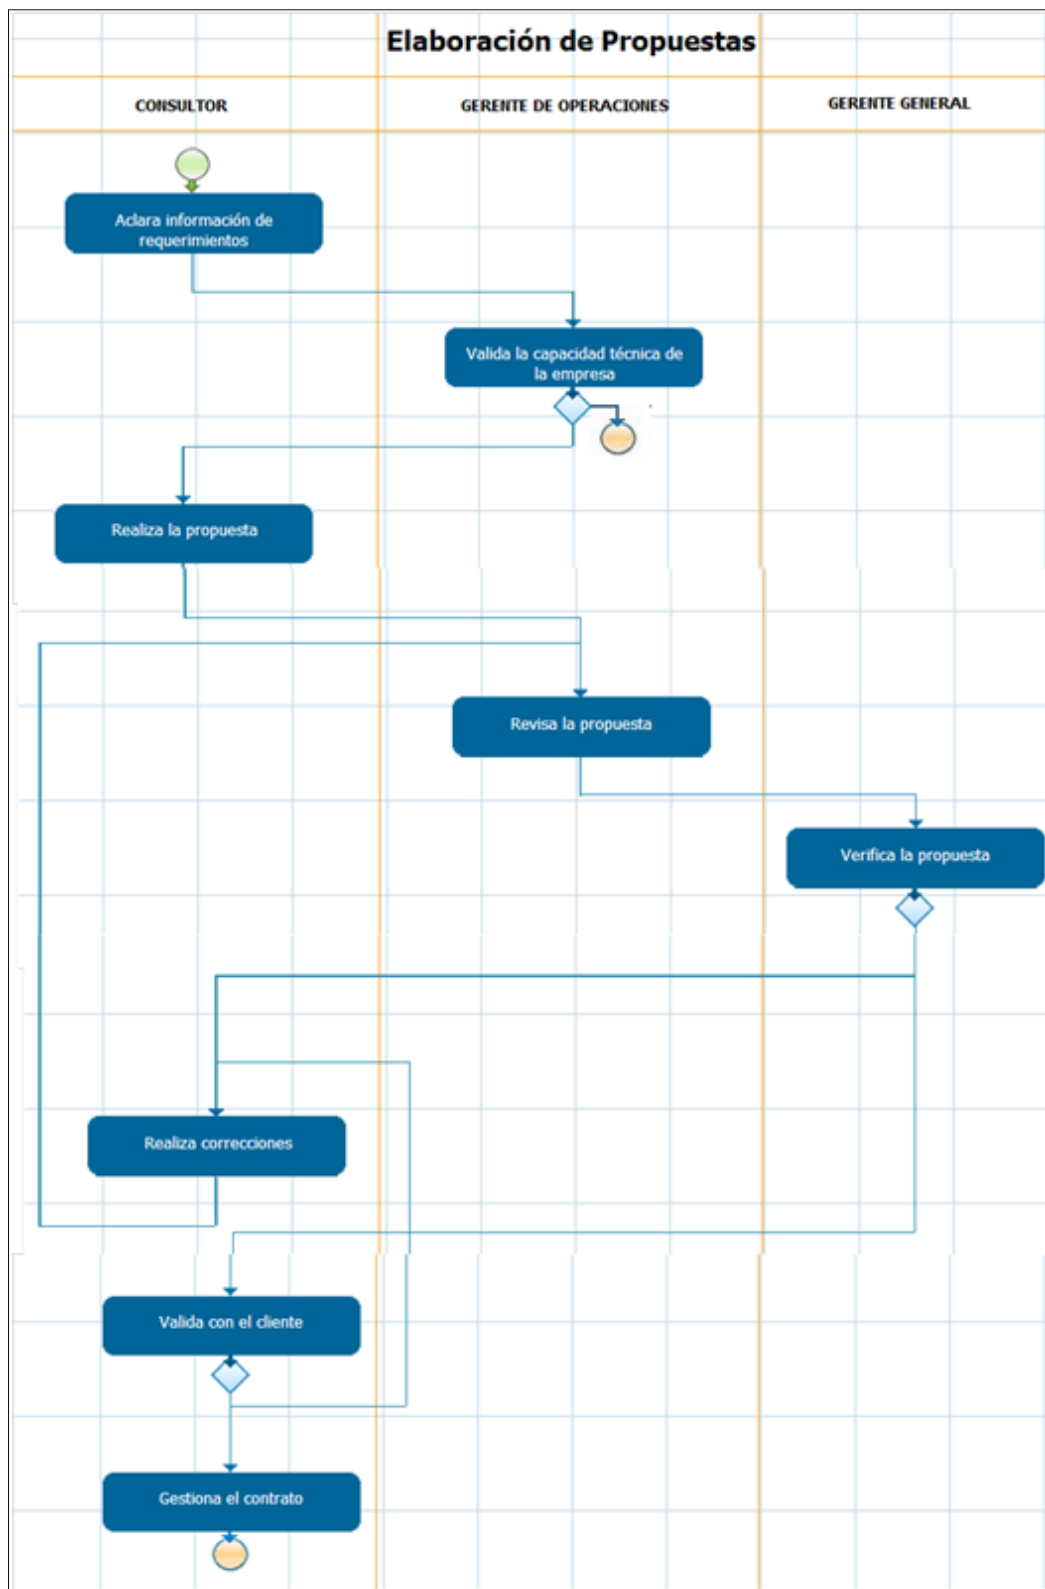 Elaboración de Propuestas
CONSULTOR
GERENTE DE OPERACIONES
GERENTE GENERAL
Aclara información de
requerimientos
Valida la capacidad técnica de
la empresa
Realiza la propuesta
Revisa la propuesta
Verifica la propuesta
Realiza correcciones
Valida con el cliente
Gestiona el contrato